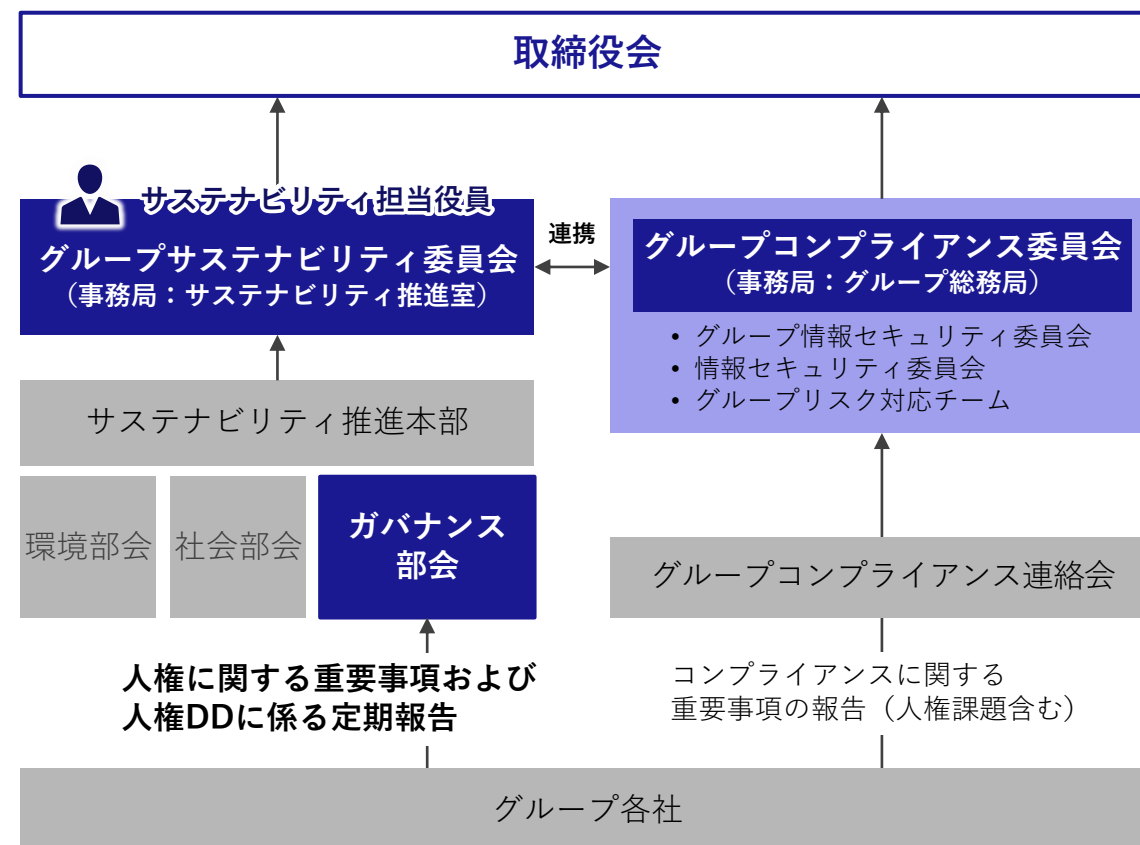 取締役会
サステナビリティ担当役員
グループサステナビリティ委員会
（事務局：サステナビリティ推進室）
連携
グループコンプライアンス委員会
（事務局：グループ総務局）
• グループ情報セキュリティ委員会
• 情報セキュリティ委員会
• グループリスク対応チーム
サステナビリティ推進本部
環境部会
社会部会
ガバナンス
部会
グループコンプライアンス連絡会
人権に関する重要事項および
人権DDに係る定期報告
コンプライアンスに関する
重要事項の報告（人権課題含む）
グループ各社